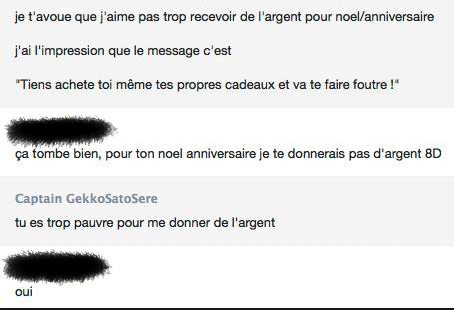 je t'avoue que j'aime pas trop recevoir de l'argent pour noel/anniversaire
j'ai l'impression que le message c'est
"Tiens achete toi même tes propres cadeaux et va te faire foutre !"
ça tombe bien, pour ton noel anniversaire je te donnerais pas d'argent 8D
Captain GekkoSatoSere
tu es trop pauvre pour me donner de l'argent
oui